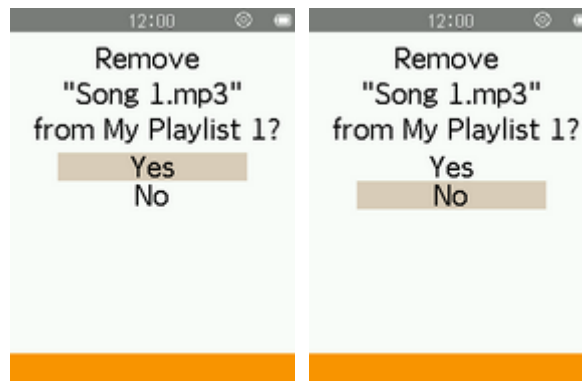 12:00
Remove
"Song 1.mp3"
from My Playlist 1?
Yes
No
12:00
Remove
"Song 1.mp3"
from My Playlist 1?
Yes
No